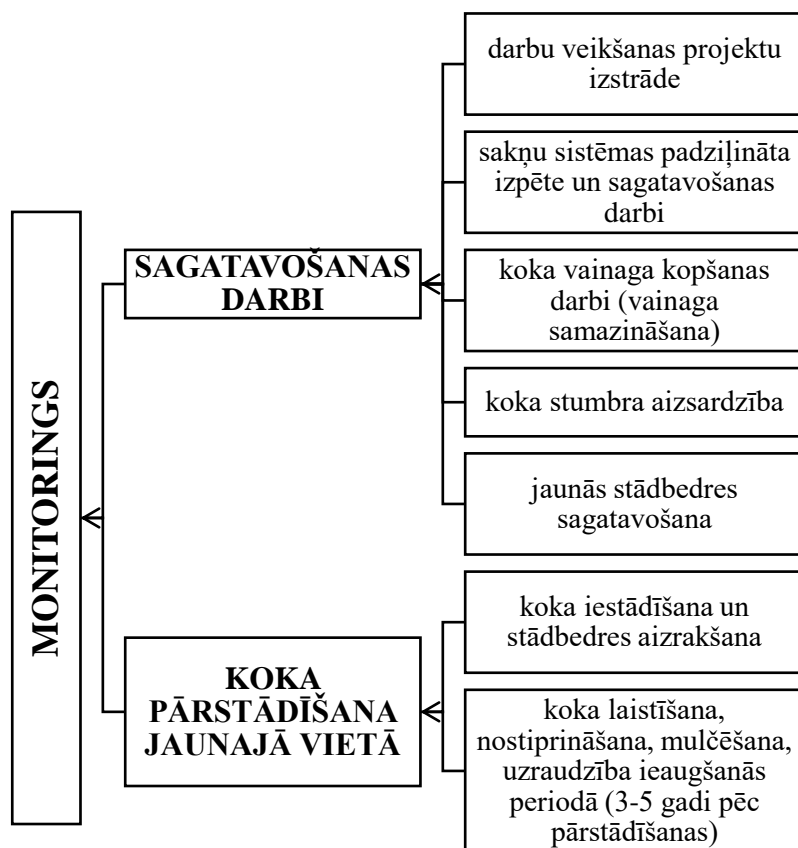 MONITORINGS
SAGATAVOŠANAS
DARBI
darbu veikšanas projektu
izstrāde
sakņu sistēmas padziļināta
izpēte un sagatavošanas
darbi
koka vainaga kopšanas
darbi (vainaga
samazināšana)
koka stumbra aizsardzība
jaunās stādbedres
sagatavošana
KOKA
PĀRSTĀDĪŠANA
JAUNAJĀ VIETĀ
koka iestādīšana un
stādbedres aizrakšana
koka laistīšana,
nostiprināšana, mulčēšana,
uzraudzība ieaugšanās
periodā (3-5 gadi pēc
pārstādīšanas)